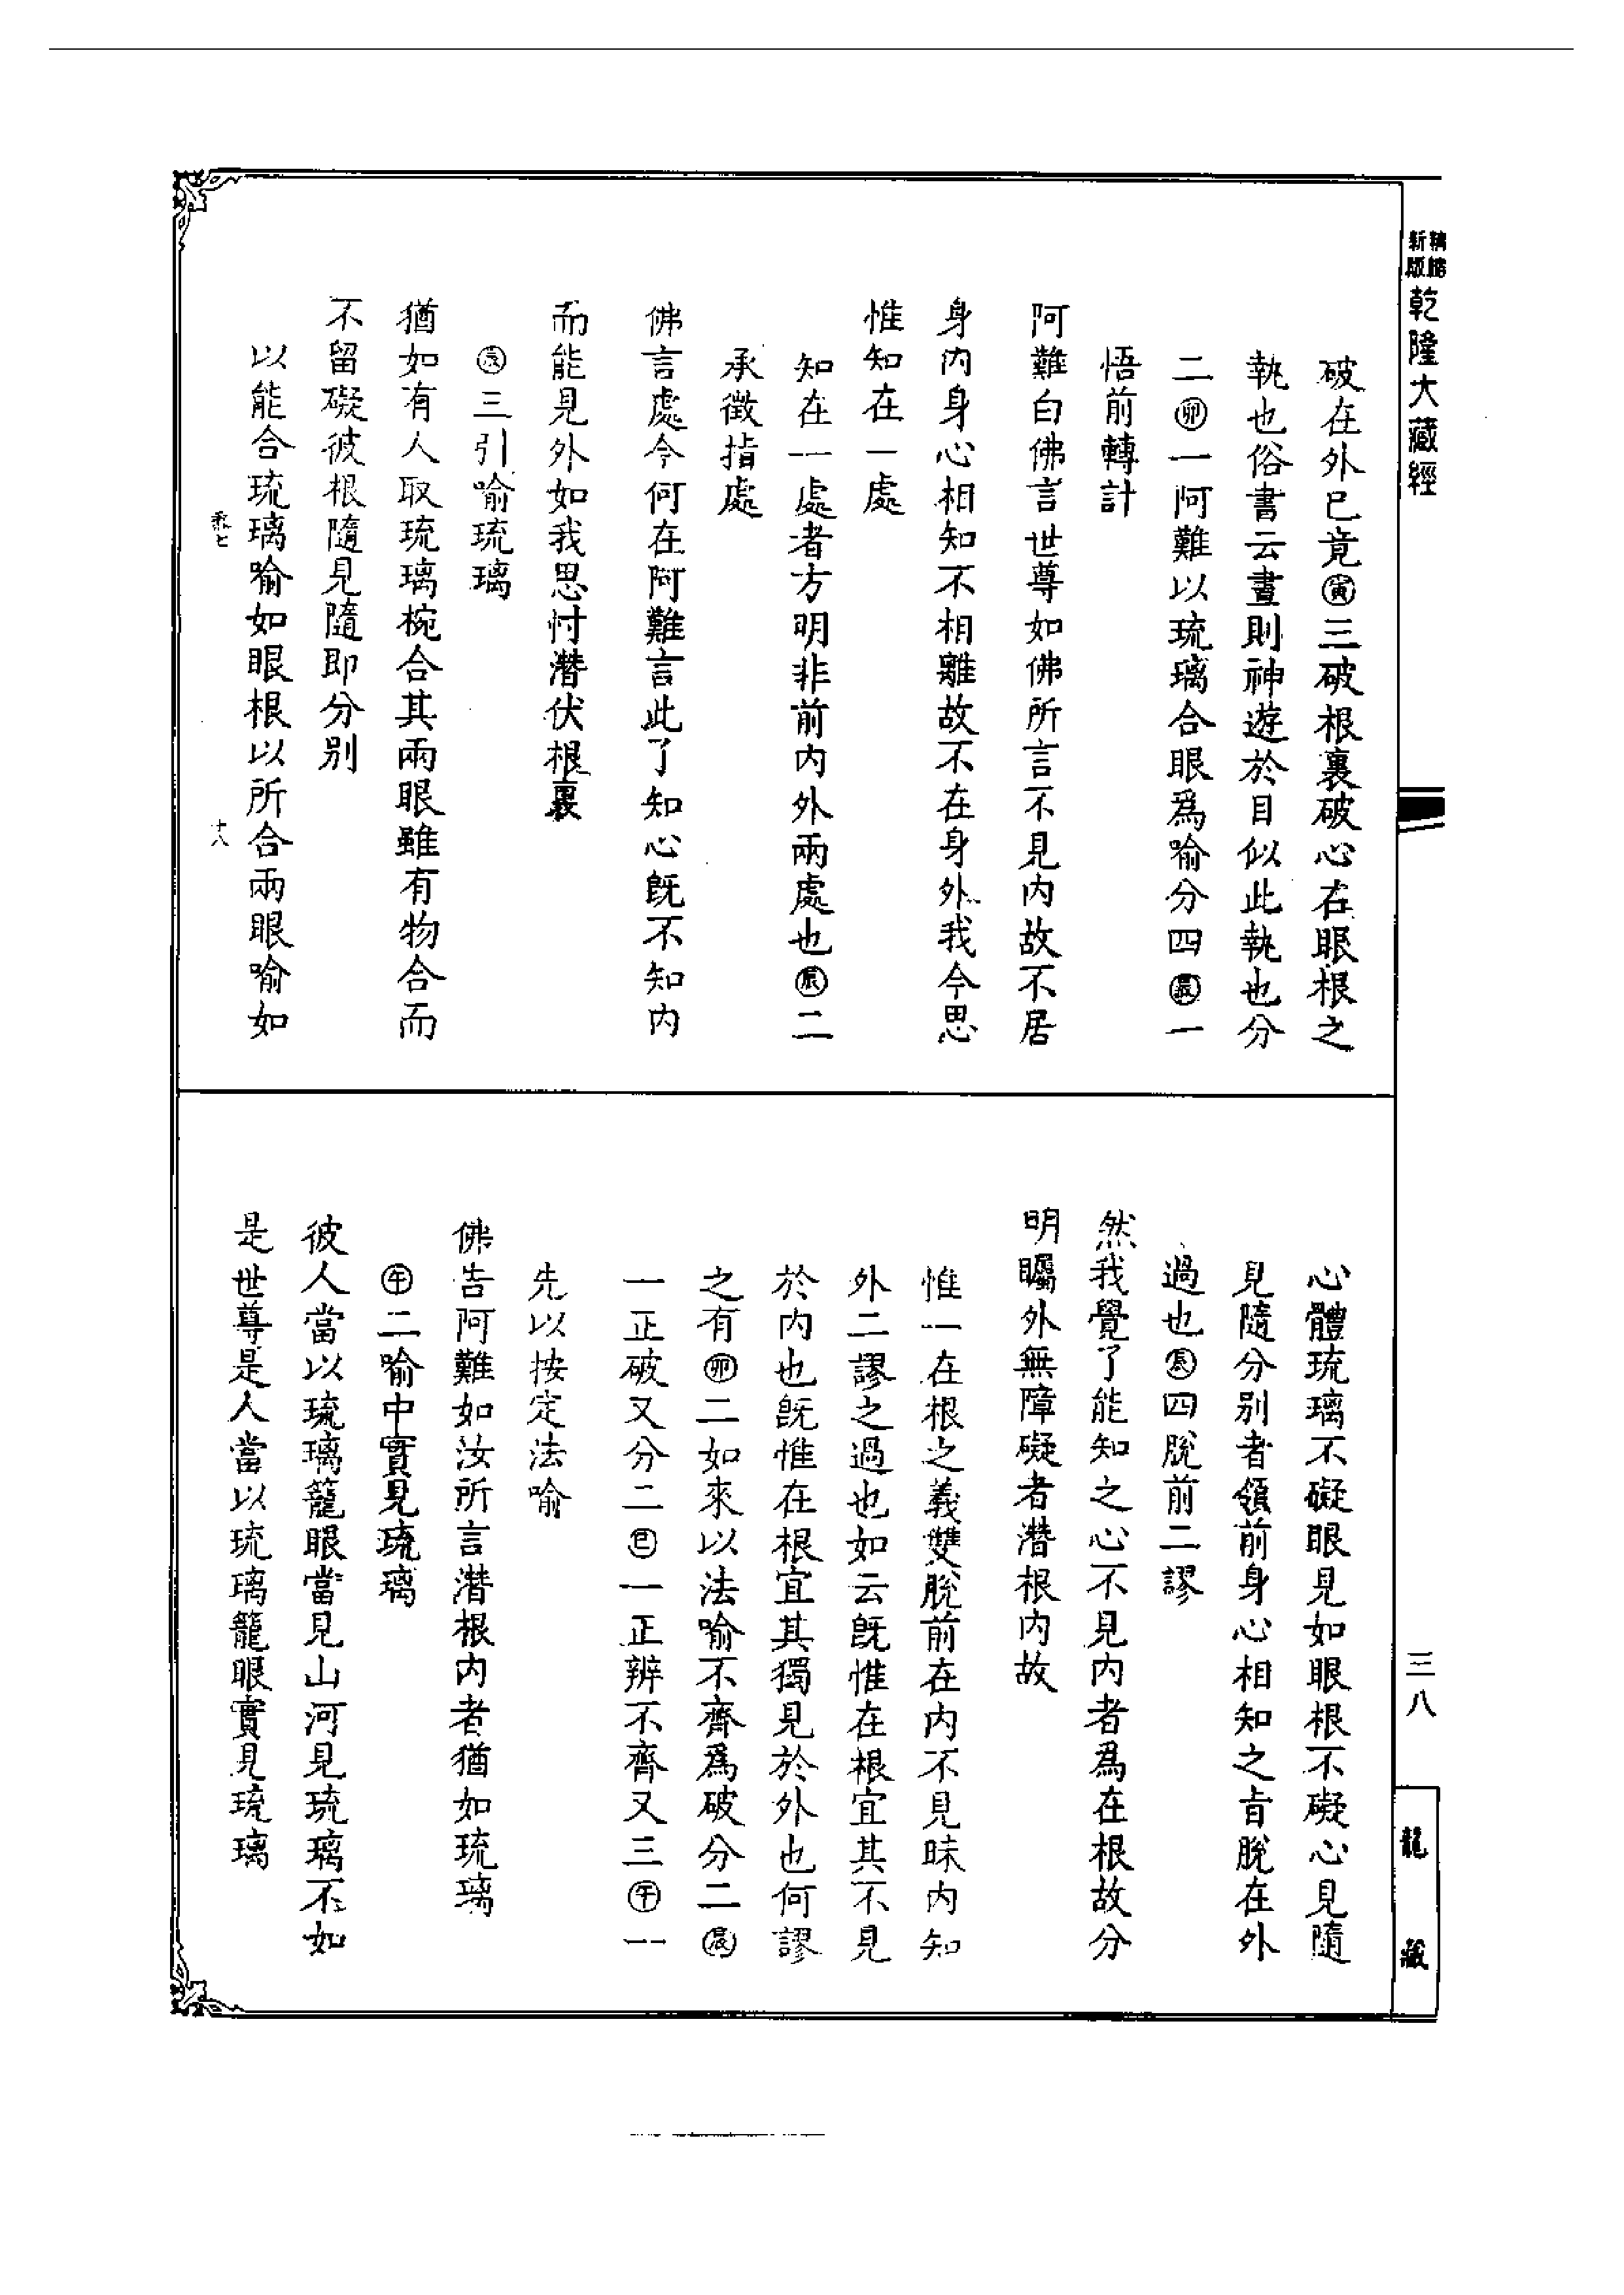 精縮新版乾隆大藏經
三八
龍藏
破在外已竟㊞三破根裏破心右眼根之
執也俗書云晝則神遊於目似此執也分
二卯一阿難以琉璃合眼爲喻分四辰一
悟前轉計
阿難白佛言世尊如佛所言不見內故不居
身內身心相知不相離故不在身外我今思
惟知在一處
知在一處者方明非前內外兩處也辰二
承徵指處
佛言處今何在阿難言此了知心旣不知內
而能見外如我思忖潛伏根裏
辰三引喻琉璃
猶如有人取琉璃椀合其兩眼雖有物合而
不留礙彼根隨見隨即分別
以能合琉璃喻如眼根以所合兩眼喻如
十八
心體琉璃不礙眼見如眼根不礙心見隨
見隨分別者領前身心相知之旨脫在外
過也辰四脫前二謬
然我覺了能知之心不見內者爲在根故分
明矚外無障礙者潛根內故
惟一在根之義雙脫前在內不見昧內知
外二謬之過也如云旣惟在根宜其不見
於內也旣惟在根宜其獨見於外也何謬
之有卯二如來以法喻不齊爲破分二辰
一正破又分二巳一正辨不齊又三午一
先以按定法喻
佛告阿難如汝所言潛根內者猶如琉璃
午二喻中實見琉璃
彼人當以琉璃籠眼當見山河見琉璃不如
是世尊是人當以琉璃籠眼實見琉璃